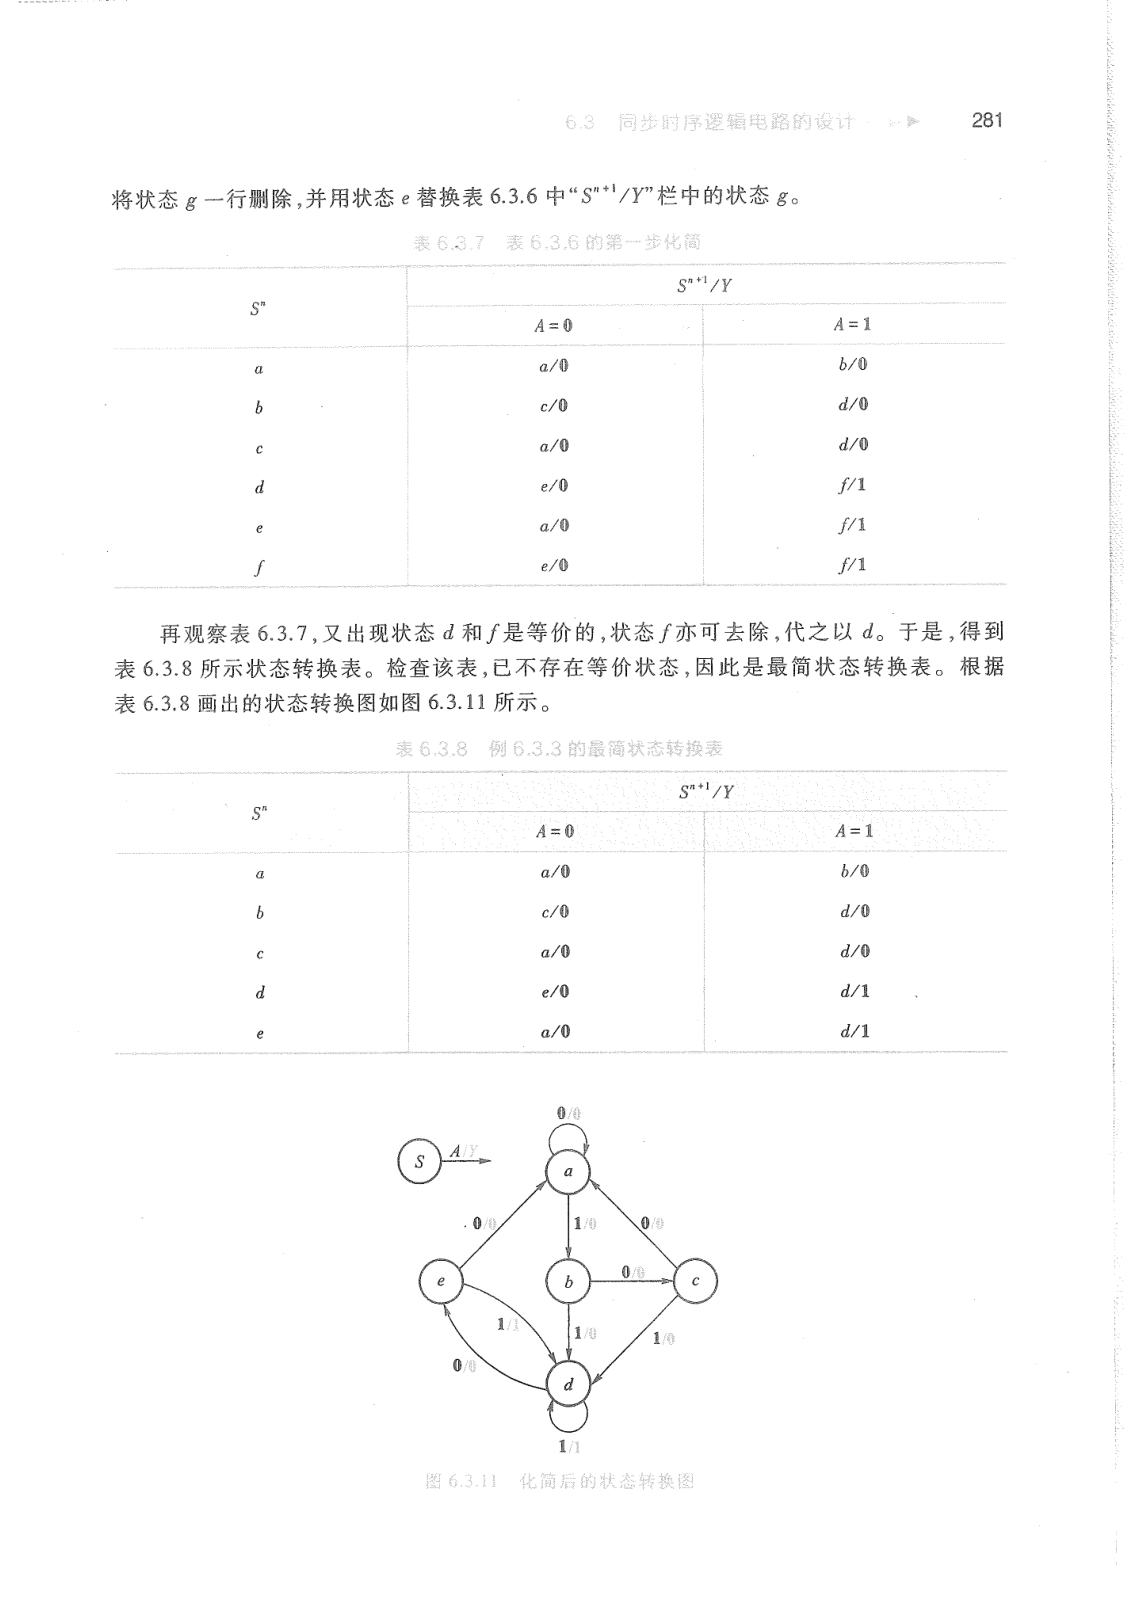 6.3 同步时序逻辑电路的设计 281
将状态 g 一行删除,并用状态 e 替换表 6.3.6 中“Sⁿ⁺¹/Y”栏中的状态 g。
表 6.3.7 表 6.3.6 的第一步化简
Sⁿ Sⁿ⁺¹/Y
A=0 A=1
a a/0 b/0
b c/0 d/0
c a/0 d/0
d e/0 f/1
e a/0 f/1
f e/0 f/1
再观察表 6.3.7,又出现状态 d 和 f 是等价的,状态 f 亦可去除,代之以 d。于是,得到
表 6.3.8 所示状态转换表。检查该表,已不存在等价状态,因此是最简状态转换表。根据
表 6.3.8 画出的状态转换图如图 6.3.11 所示。
表 6.3.8 例 6.3.3 的最简状态转换表
Sⁿ Sⁿ⁺¹/Y
A=0 A=1
a a/0 b/0
b c/0 d/0
c a/0 d/0
d e/0 d/1
e a/0 d/1
0/0
S A/Y a
0/0 1/0 0/0
e b 0/0 c
1/1 1/0 1/0
0/0 d
1/1
图 6.3.11 化简后的状态转换图